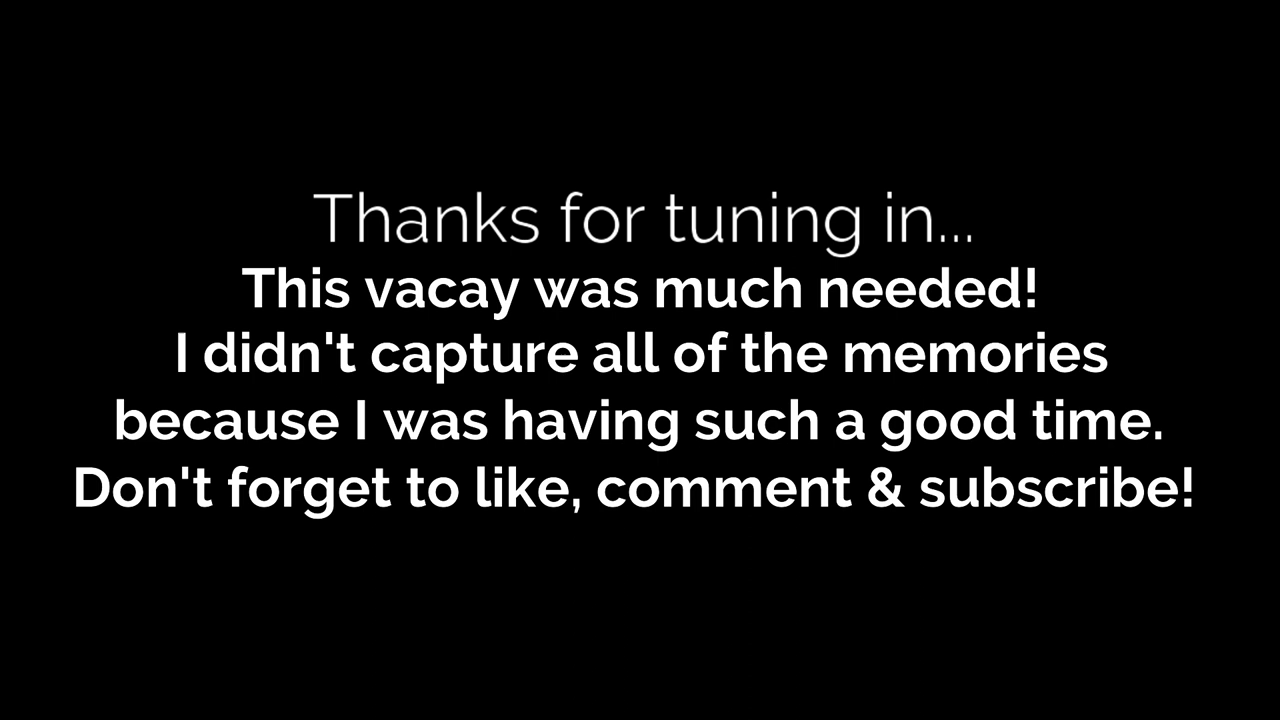 Thanks for tuning in...
This vacay was much needed!
I didn't capture all of the memories
because I was having such a good time.
Don't forget to like, comment & subscribe!